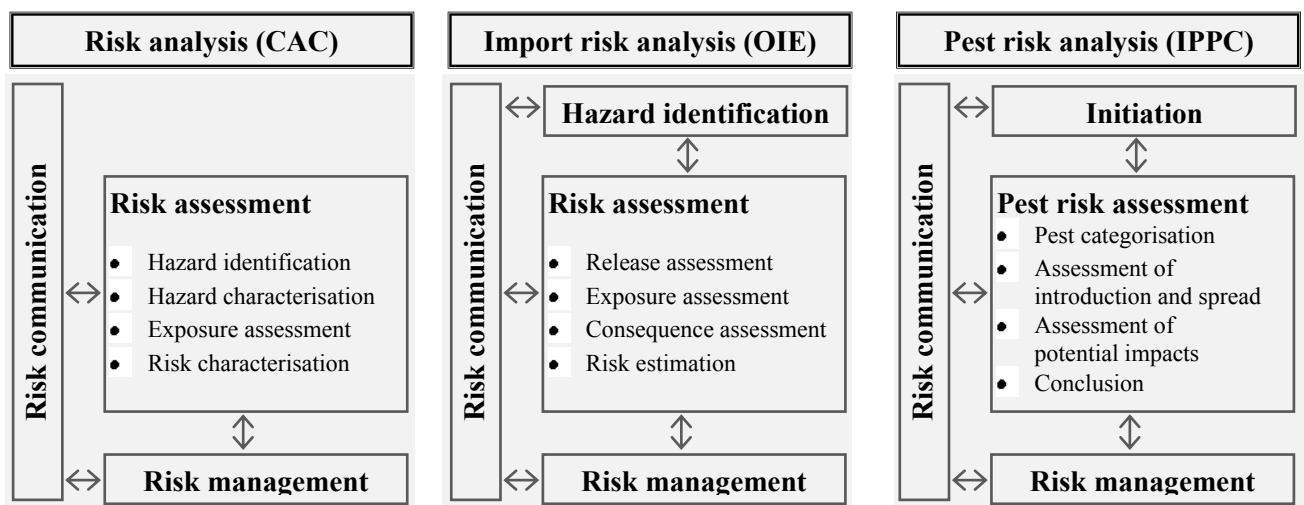 Risk analysis (CAC)
Risk communication
Risk assessment
• Hazard identification
• Hazard characterisation
• Exposure assessment
• Risk characterisation
Risk management
Import risk analysis (OIE)
Risk communication
Hazard identification
Risk assessment
• Release assessment
• Exposure assessment
• Consequence assessment
• Risk estimation
Risk management
Pest risk analysis (IPPC)
Risk communication
Initiation
Pest risk assessment
• Pest categorisation
• Assessment of
introduction and spread
• Assessment of
potential impacts
• Conclusion
Risk management